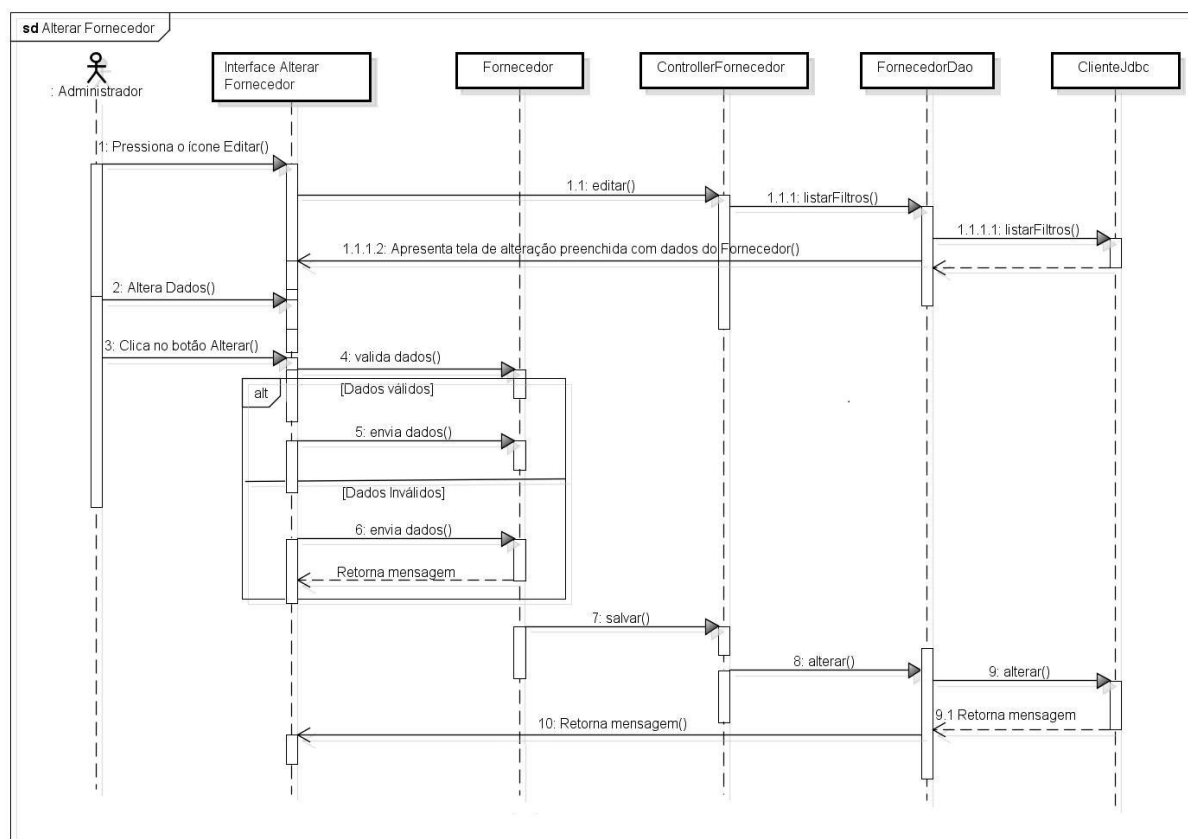 sd Alterar Fornecedor
: Administrador
Interface Alterar
Fornecedor
Fornecedor
ControllerFornecedor
FornecedorDao
ClienteJdbc
1: Pressiona o ícone Editar()
1.1: editar()
1.1.1: listarFiltros()
1.1.1.1: listarFiltros()
1.1.1.2: Apresenta tela de alteração preenchida com dados do Fornecedor()
2: Altera Dados()
3: Clica no botão Alterar()
4: valida dados()
alt
[Dados válidos]
5: envia dados()
[Dados Inválidos]
6: envia dados()
Retorna mensagem
7: salvar()
8: alterar()
9: alterar()
9.1 Retorna mensagem
10: Retorna mensagem()